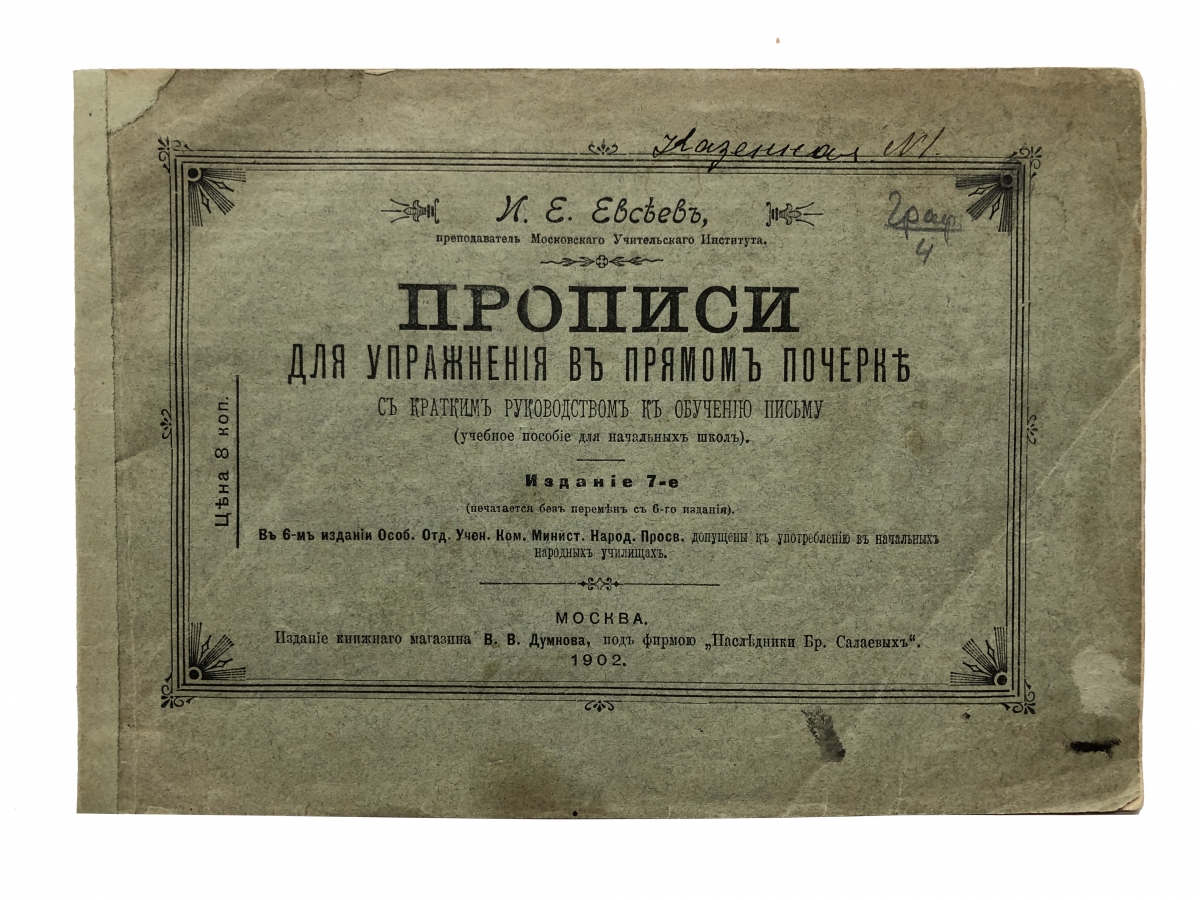 Казенная №1.
Граф
4
И. Е. Евсѣевъ,
преподаватель Московскаго Учительскаго Института.
ПРОПИСИ
ДЛЯ УПРАЖНЕНІЯ ВЪ ПРЯМОМЪ ПОЧЕРКѢ
СЪ КРАТКИМЪ РУКОВОДСТВОМЪ КЪ ОБУЧЕНІЮ ПИСЬМУ
(учебное пособіе для начальныхъ школъ).
Цѣна 8 коп.
Изданіе 7-е
(печатается безъ перемѣнъ съ 6-го изданія).
Въ 6-мъ изданіи Особ. Отд. Учен. Ком. Минист. Народ. Просв. допущены къ употребленію въ начальныхъ
народныхъ училищахъ.
МОСКВА.
Изданіе книжнаго магазина В. В. Думнова, подъ фирмою „Наслѣдники Бр. Салаевыхъ“.
1902.